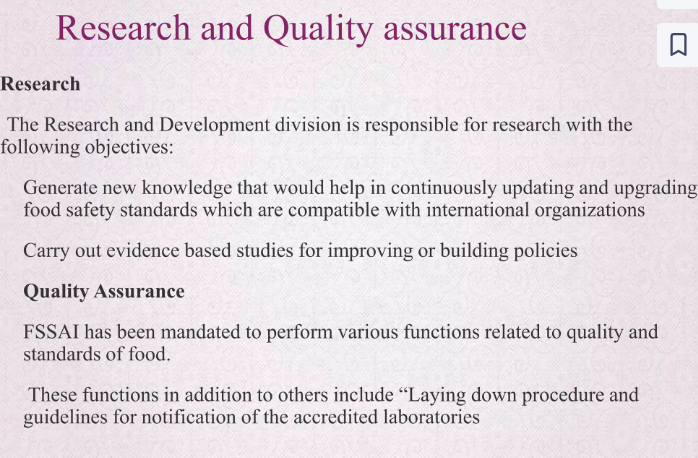 Research and Quality assurance
Research
The Research and Development division is responsible for research with the
following objectives:
Generate new knowledge that would help in continuously updating and upgrading
food safety standards which are compatible with international organizations
Carry out evidence based studies for improving or building policies
Quality Assurance
FSSAI has been mandated to perform various functions related to quality and
standards of food.
These functions in addition to others include “Laying down procedure and
guidelines for notification of the accredited laboratories